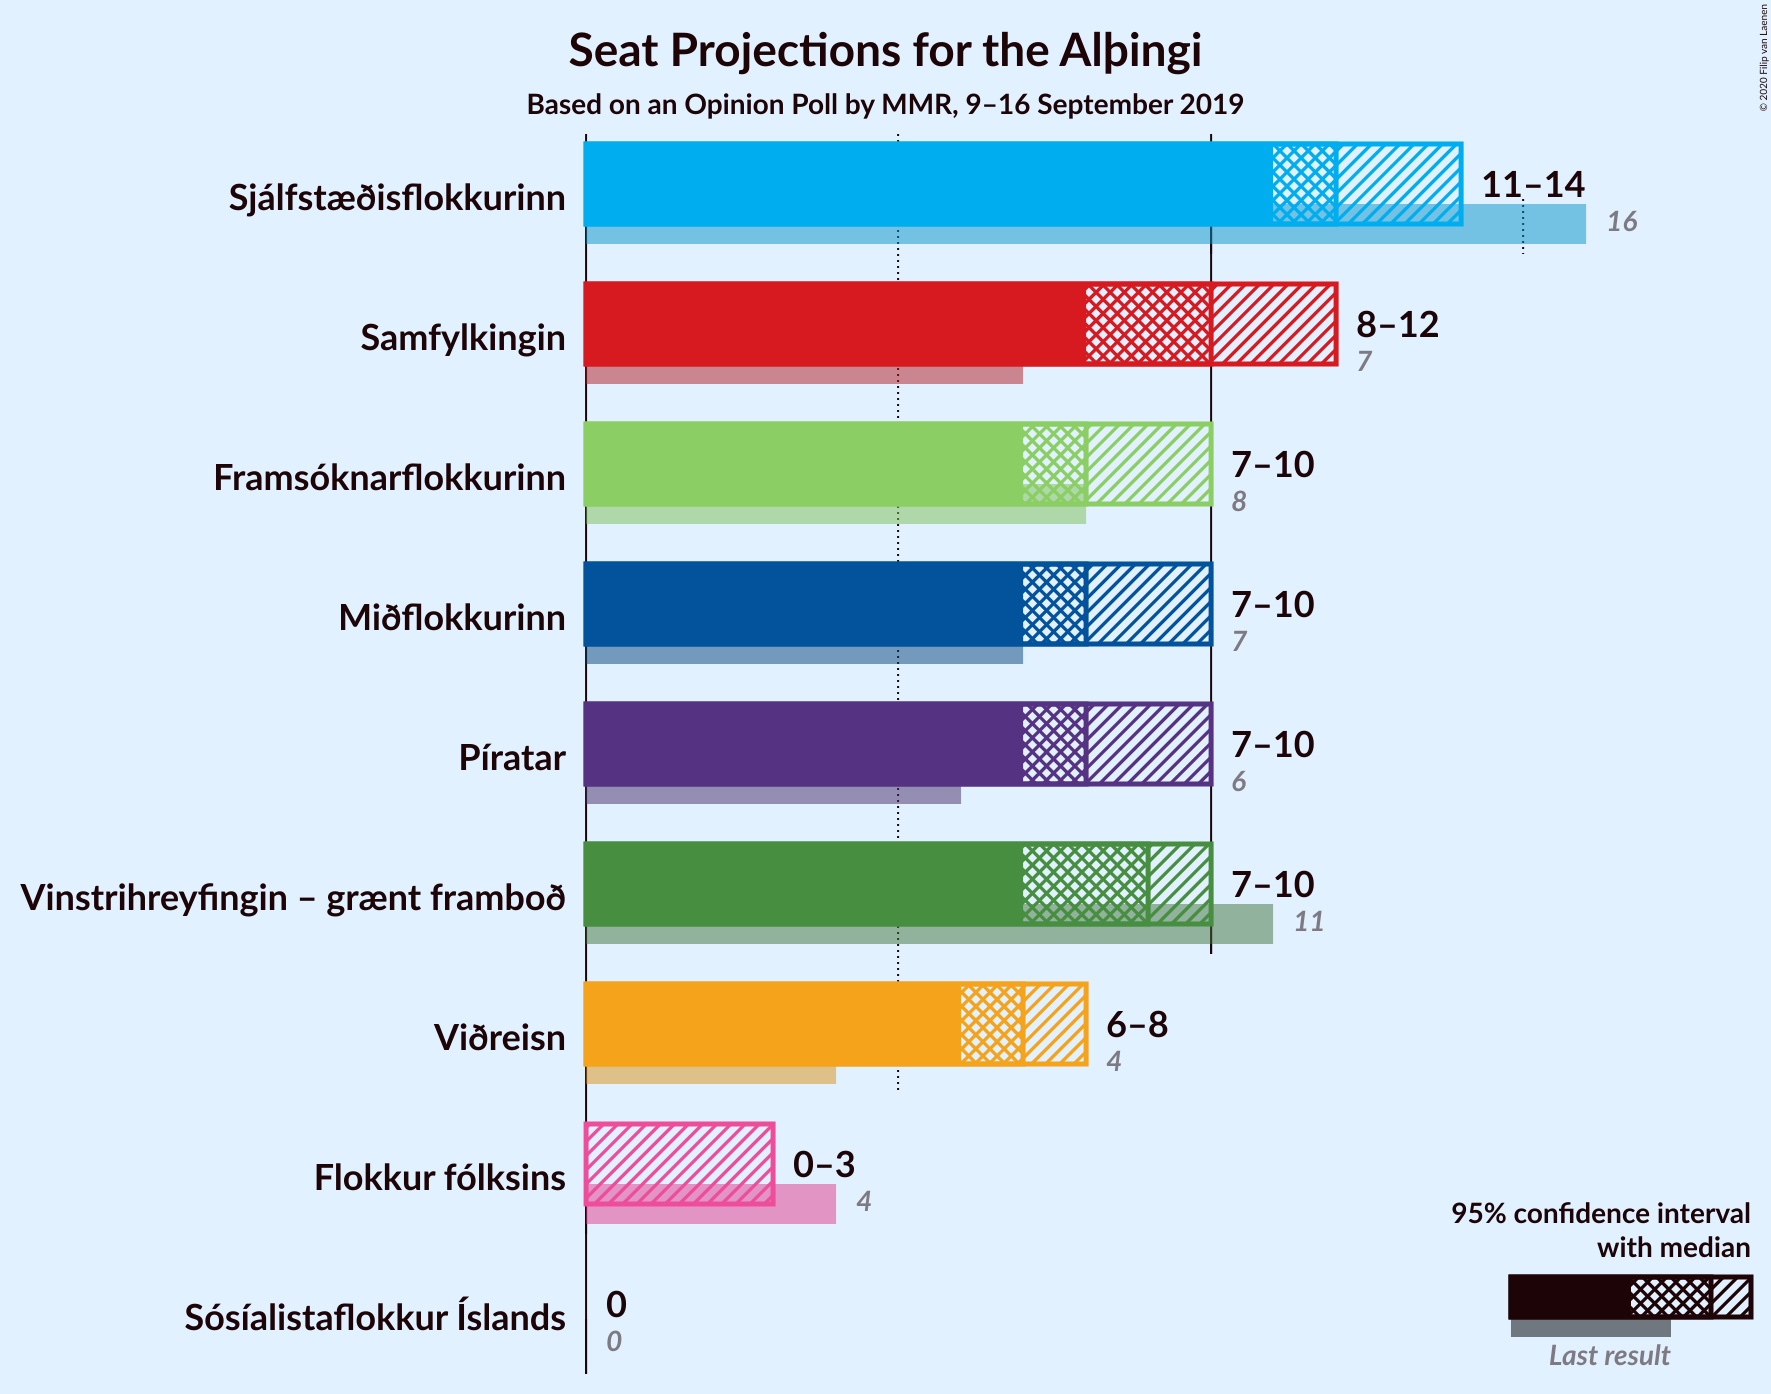 Seat Projections for the Alþingi
Based on an Opinion Poll by MMR, 9–16 September 2019
© 2020 Filip van Laenen
Sjálfstæðisflokkurinn
11–14
16
Samfylkingin
8–12
7
Framsóknarflokkurinn
7–10
8
Miðflokkurinn
7–10
7
Píratar
7–10
6
Vinstrihreyfingin – grænt framboð
7–10
11
Viðreisn
6–8
4
Flokkur fólksins
0–3
4
Sósíalistaflokkur Íslands
0
0
95% confidence interval
with median
Last result